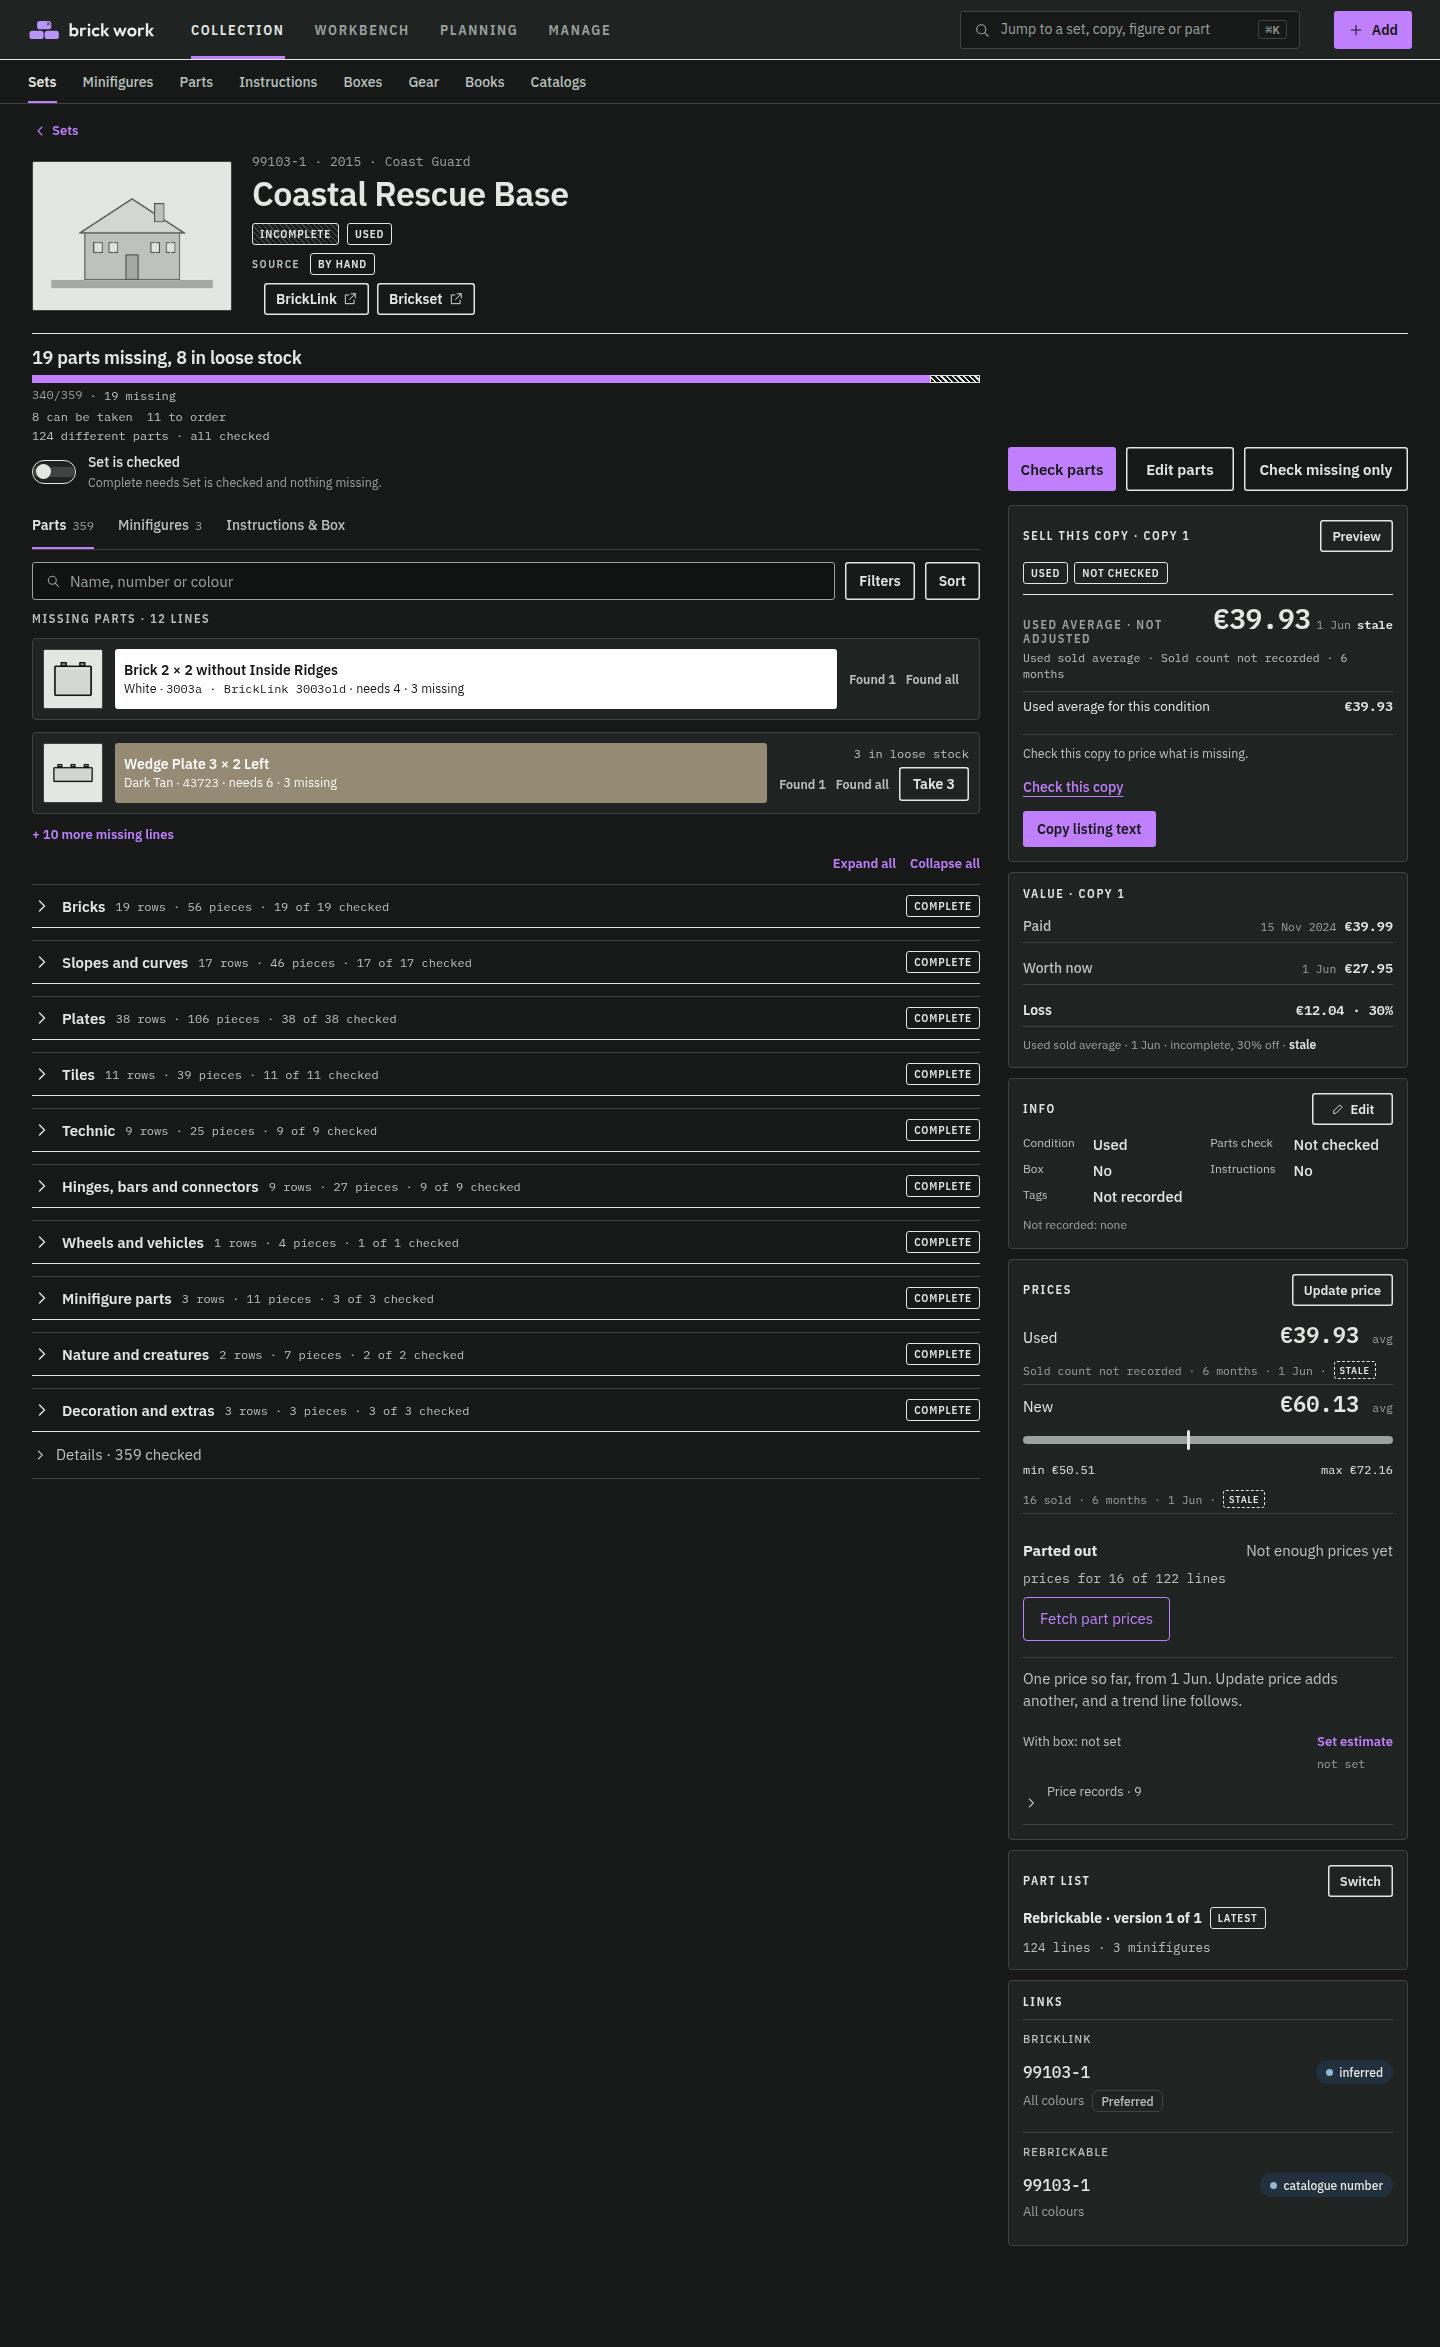 brick work
COLLECTION WORKBENCH PLANNING MANAGE
Jump to a set, copy, figure or part ⌘K
Add
Sets Minifigures Parts Instructions Boxes Gear Books Catalogs
Sets
99103-1 · 2015 · Coast Guard
Coastal Rescue Base
INCOMPLETE USED
SOURCE BY HAND
BrickLink Brickset
19 parts missing, 8 in loose stock
340/359 · 19 missing
8 can be taken 11 to order
124 different parts · all checked
Set is checked
Complete needs Set is checked and nothing missing.
Parts 359 Minifigures 3 Instructions & Box
Name, number or colour
Filters Sort
MISSING PARTS · 12 LINES
Brick 2 × 2 without Inside Ridges
White · 3003a · BrickLink 3003old · needs 4 · 3 missing
Found 1 Found all
Wedge Plate 3 × 2 Left
Dark Tan · 43723 · needs 6 · 3 missing
3 in loose stock
Found 1 Found all Take 3
+ 10 more missing lines
Expand all Collapse all
Bricks 19 rows · 56 pieces · 19 of 19 checked COMPLETE
Slopes and curves 17 rows · 46 pieces · 17 of 17 checked COMPLETE
Plates 38 rows · 106 pieces · 38 of 38 checked COMPLETE
Tiles 11 rows · 39 pieces · 11 of 11 checked COMPLETE
Technic 9 rows · 25 pieces · 9 of 9 checked COMPLETE
Hinges, bars and connectors 9 rows · 27 pieces · 9 of 9 checked COMPLETE
Wheels and vehicles 1 rows · 4 pieces · 1 of 1 checked COMPLETE
Minifigure parts 3 rows · 11 pieces · 3 of 3 checked COMPLETE
Nature and creatures 2 rows · 7 pieces · 2 of 2 checked COMPLETE
Decoration and extras 3 rows · 3 pieces · 3 of 3 checked COMPLETE
Details · 359 checked
Check parts Edit parts Check missing only
SELL THIS COPY · COPY 1 Preview
USED NOT CHECKED
USED AVERAGE · NOT
ADJUSTED
€39.93 1 Jun stale
Used sold average · Sold count not recorded · 6
months
Used average for this condition €39.93
Check this copy to price what is missing.
Check this copy
Copy listing text
VALUE · COPY 1
Paid 15 Nov 2024 €39.99
Worth now 1 Jun €27.95
Loss €12.04 · 30%
Used sold average · 1 Jun · incomplete, 30% off · stale
INFO Edit
Condition Used Parts check Not checked
Box No Instructions No
Tags Not recorded
Not recorded: none
PRICES Update price
Used €39.93 avg
Sold count not recorded · 6 months · 1 Jun · STALE
New €60.13 avg
min €50.51 max €72.16
16 sold · 6 months · 1 Jun · STALE
Parted out Not enough prices yet
prices for 16 of 122 lines
Fetch part prices
One price so far, from 1 Jun. Update price adds
another, and a trend line follows.
With box: not set Set estimate
not set
Price records · 9
PART LIST Switch
Rebrickable · version 1 of 1 LATEST
124 lines · 3 minifigures
LINKS
BRICKLINK
99103-1 inferred
All colours Preferred
REBRICKABLE
99103-1 catalogue number
All colours